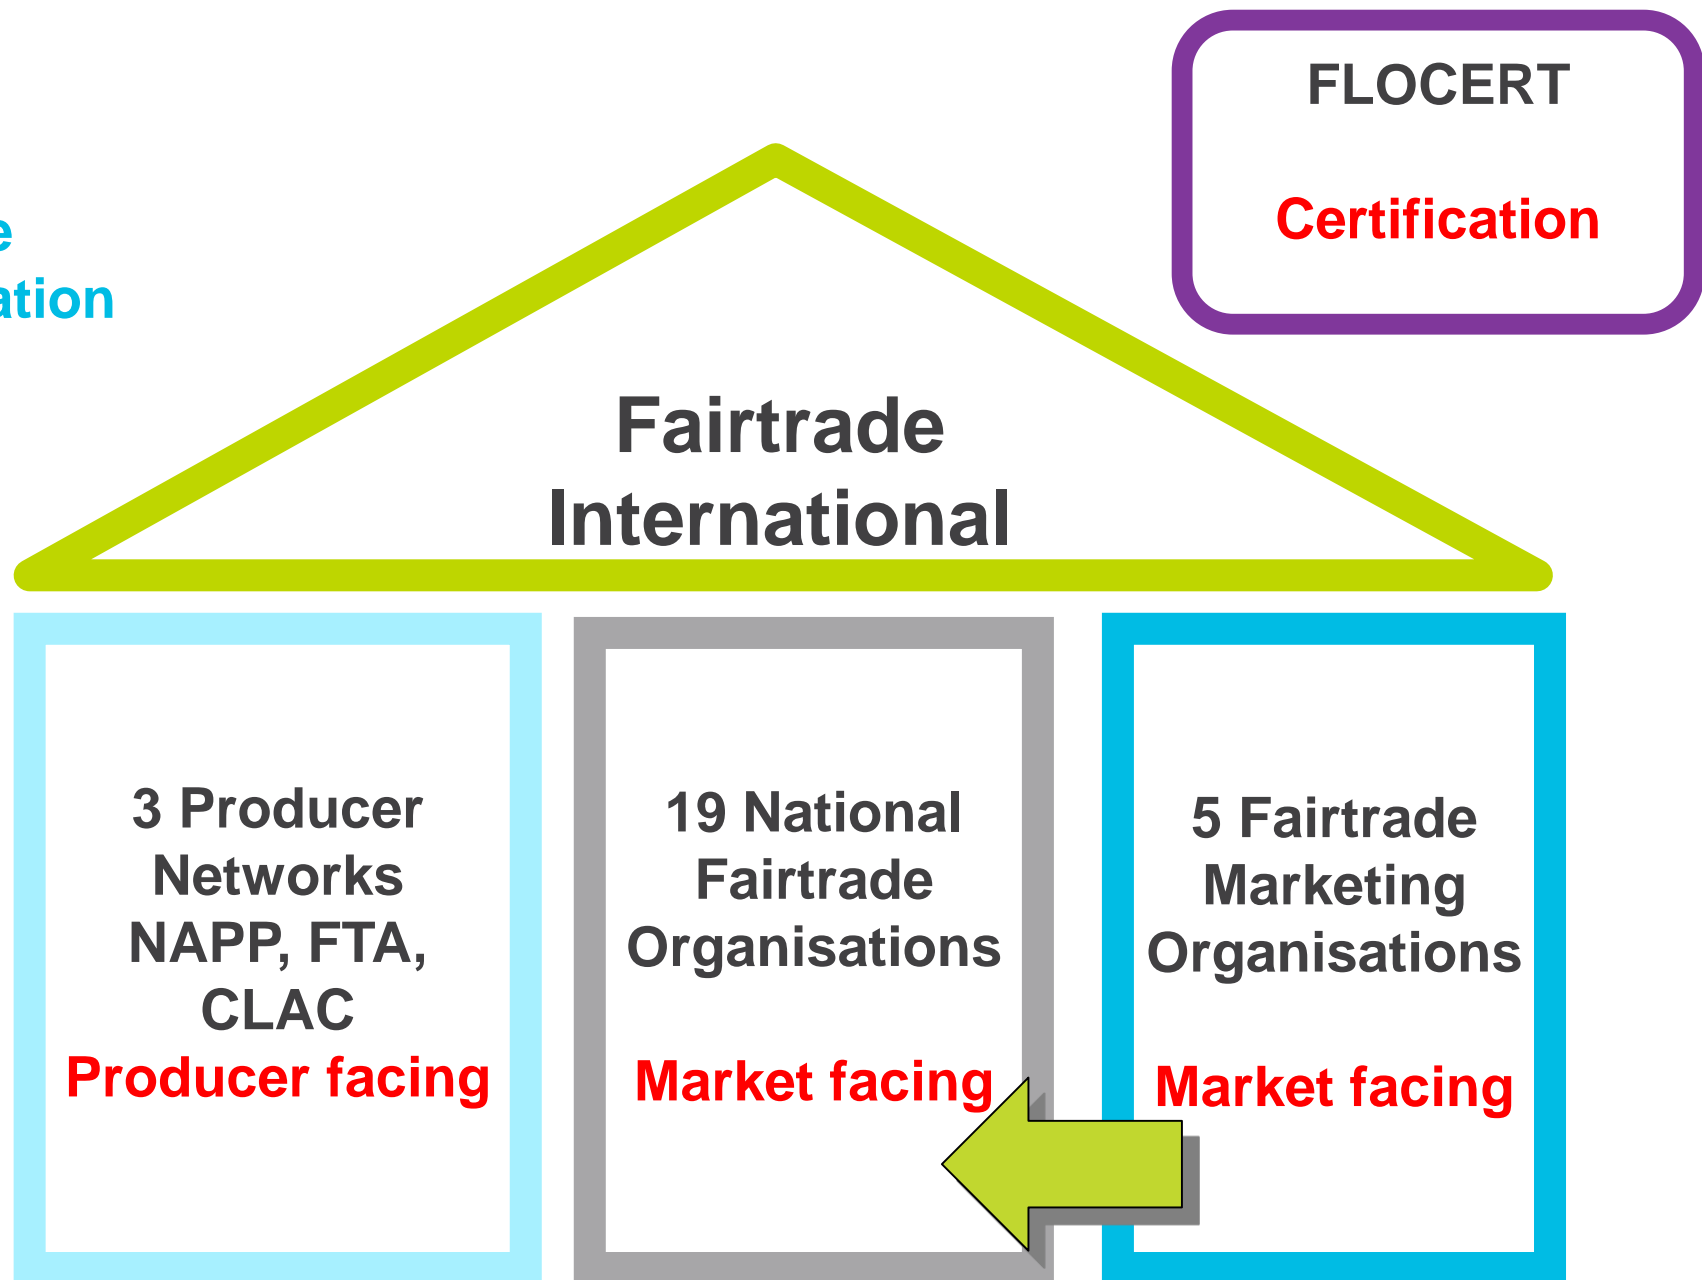 FLOCERT
Certification
Fairtrade
International
3 Producer
Networks
NAPP, FTA,
CLAC
Producer facing
19 National
Fairtrade
Organisations
Market facing
5 Fairtrade
Marketing
Organisations
Market facing